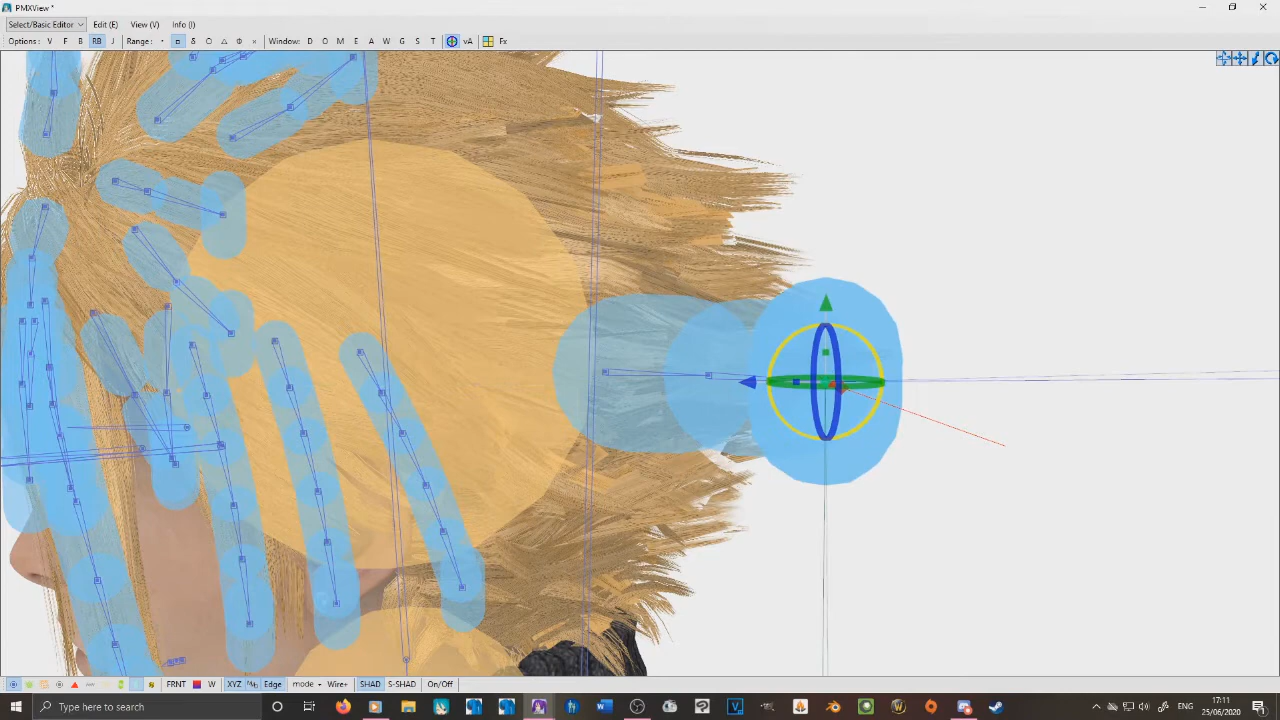 PMXView *
Select/Basic Editor Edit (E) View (V) Info (I)
Options : V F B RB J Range : Window: D O M E A W G S T vA Fx
FRNT W XYZ Edge mode Wire+ SHAD S-SHAD On/Off
Type here to search
ENG
17:11
25/06/2020